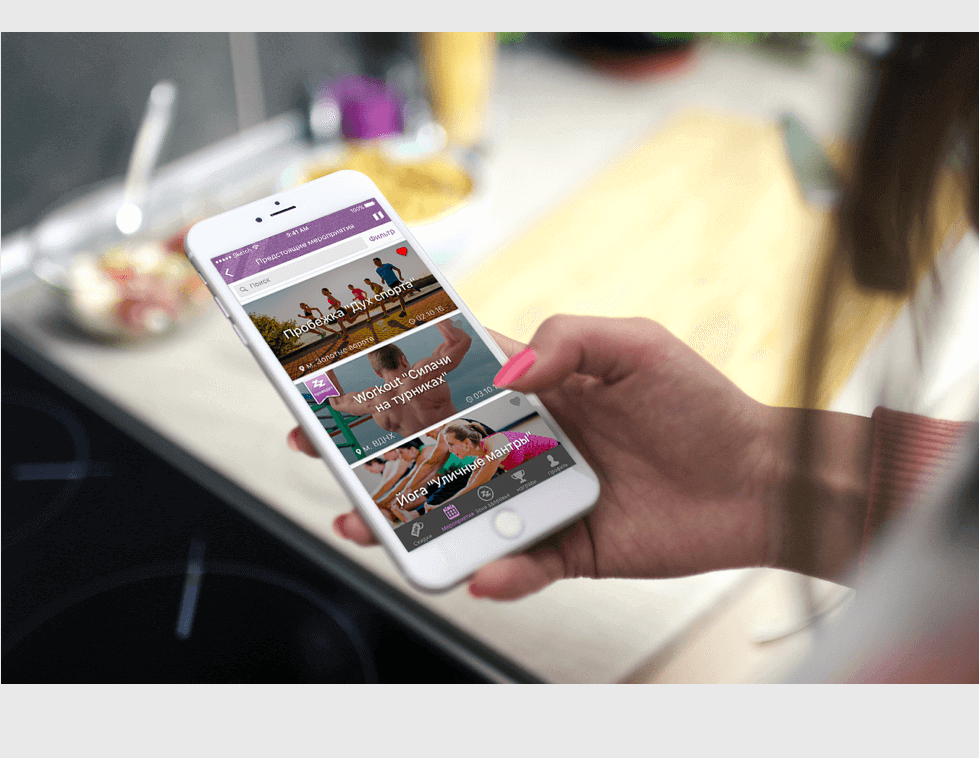 Sketch
9:41 AM
100%
Предстоящие мероприятия
Поиск
Фильтр
Пробежка "Дух спорта"
м. Золотые ворота
02.10.16
Workout "Силачи
на турниках"
м. ВДНХ
03.10
Йога "Уличные мантры"
Скидки
Мероприятия
Зона здоровья
Награды
Профиль